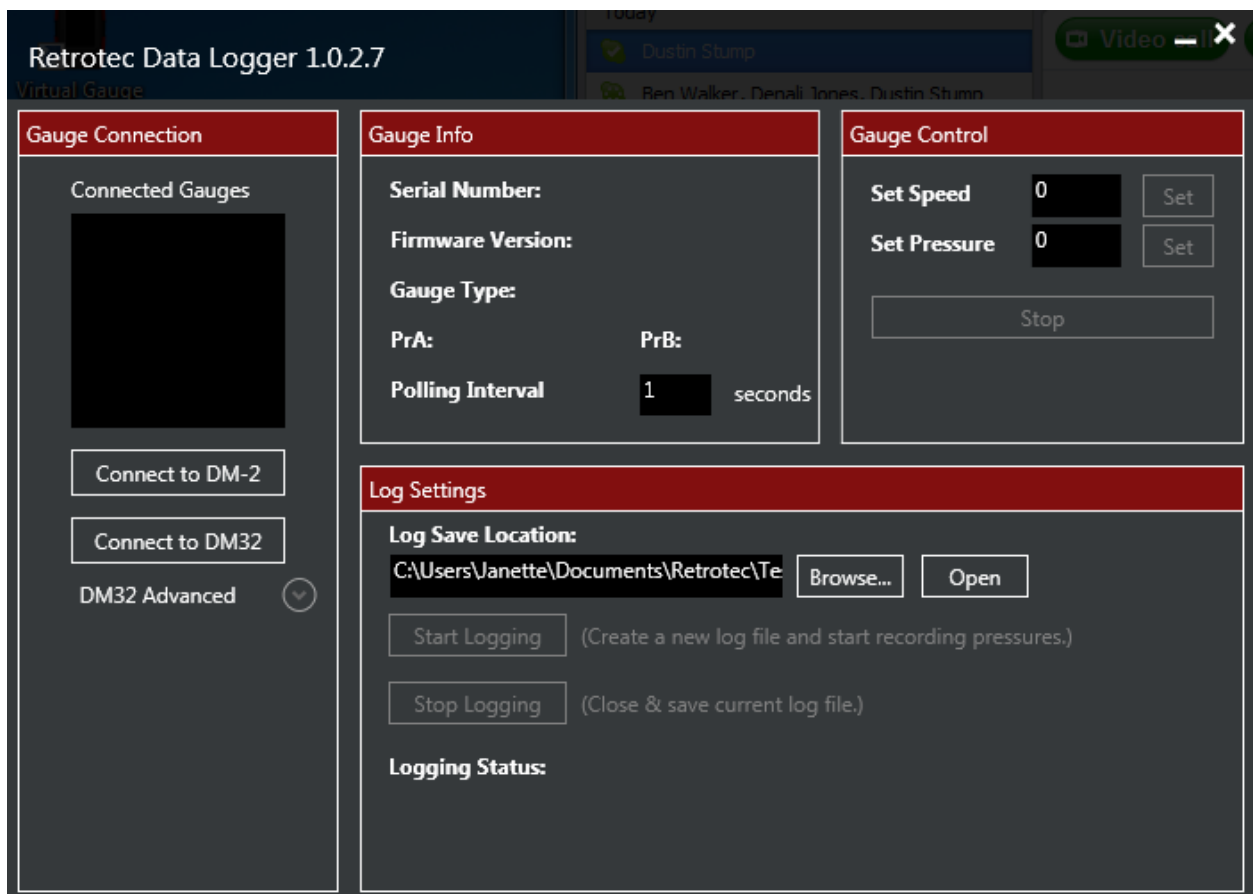 Today
Dustin Stump
Video call
Retrotec Data Logger 1.0.2.7
Virtual Gauge
Ben Walker, Denali Jones, Dustin Stump
Gauge Connection
Connected Gauges
Connect to DM-2
Connect to DM32
DM32 Advanced
Gauge Info
Serial Number:
Firmware Version:
Gauge Type:
PrA: PrB:
Polling Interval 1 seconds
Gauge Control
Set Speed 0 Set
Set Pressure 0 Set
Stop
Log Settings
Log Save Location:
C:\Users\Janette\Documents\Retrotec\Te Browse... Open
Start Logging (Create a new log file and start recording pressures.)
Stop Logging (Close & save current log file.)
Logging Status: